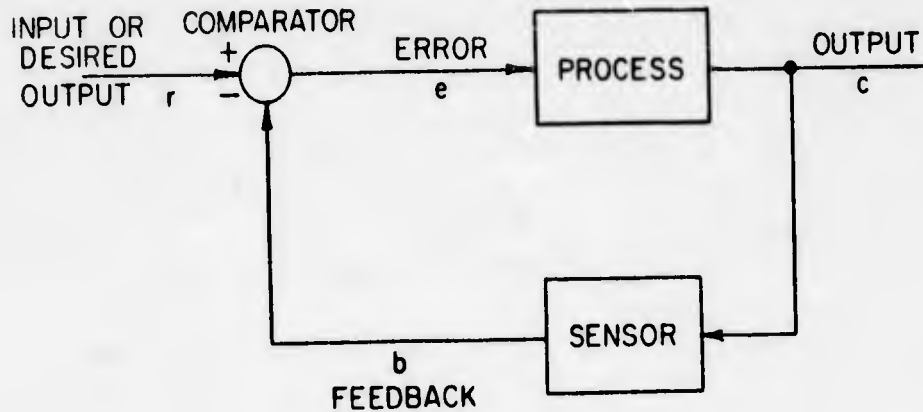 COMPARATOR
INPUT OR
DESIRED
OUTPUT r
+
−
ERROR
e
PROCESS
OUTPUT
c
SENSOR
b
FEEDBACK